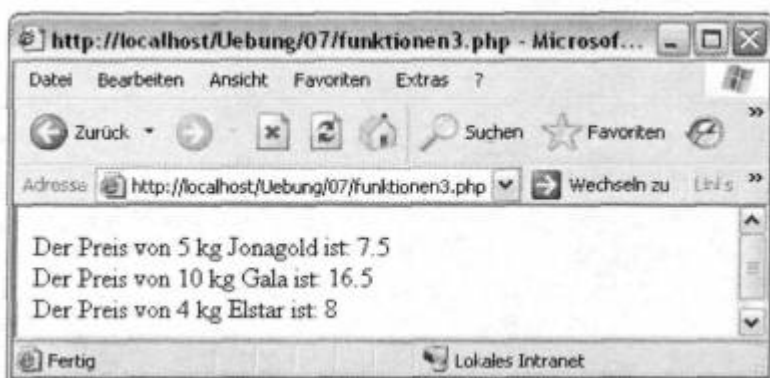 http://localhost/Uebung/07/funktionen3.php - Microsof...
Datei Bearbeiten Ansicht Favoriten Extras ?
Zurück Suchen Favoriten »
Adresse http://localhost/Uebung/07/funktionen3.php Wechseln zu Links »
Der Preis von 5 kg Jonagold ist: 7.5
Der Preis von 10 kg Gala ist: 16.5
Der Preis von 4 kg Elstar ist: 8
Fertig Lokales Intranet